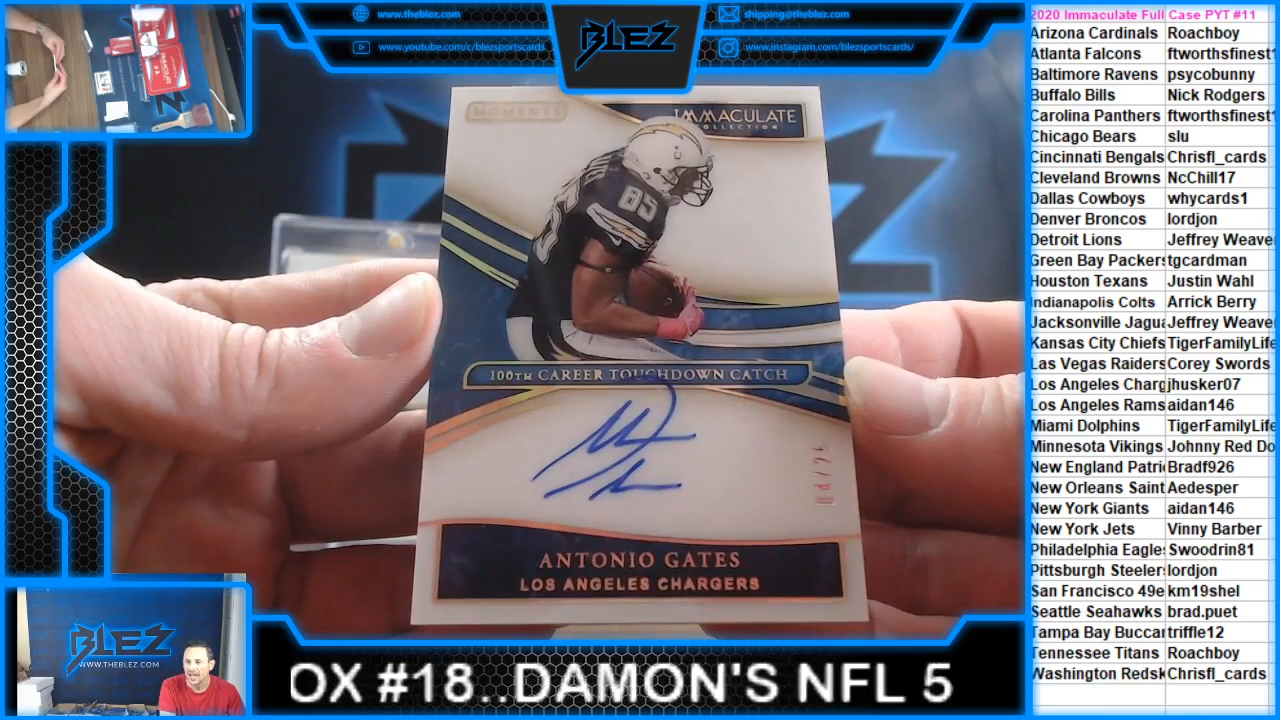 www.theblez.com
www.youtube.com/c/blezsportscards
BLEZ
shipping@theblez.com
www.instagram.com/blezsportscards/
MOMENTS
IMMACULATE
COLLECTION
85
100TH CAREER TOUCHDOWN CATCH
ANTONIO GATES
LOS ANGELES CHARGERS
BLEZ
WWW.THEBLEZ.COM
OX #18..DAMON'S NFL 5
2020 Immaculate Full Case PYT #11
Arizona Cardinals Roachboy
Atlanta Falcons ftworthsfinest1
Baltimore Ravens psycobunny
Buffalo Bills Nick Rodgers
Carolina Panthers ftworthsfinest1
Chicago Bears slu
Cincinnati Bengals Chrisfl_cards
Cleveland Browns NcChill17
Dallas Cowboys whycards1
Denver Broncos lordjon
Detroit Lions Jeffrey Weave
Green Bay Packers tgcardman
Houston Texans Justin Wahl
Indianapolis Colts Arrick Berry
Jacksonville Jagua Jeffrey Weave
Kansas City Chiefs TigerFamilyLife
Las Vegas Raiders Corey Swords
Los Angeles Charg jhusker07
Los Angeles Rams aidan146
Miami Dolphins TigerFamilyLife
Minnesota Vikings Johnny Red Do
New England Patri Bradf926
New Orleans Saint Aedesper
New York Giants aidan146
New York Jets Vinny Barber
Philadelphia Eagle Swoodrin81
Pittsburgh Steelers lordjon
San Francisco 49e km19shel
Seattle Seahawks brad.puet
Tampa Bay Buccan triffle12
Tennessee Titans Roachboy
Washington Redsk Chrisfl_cards